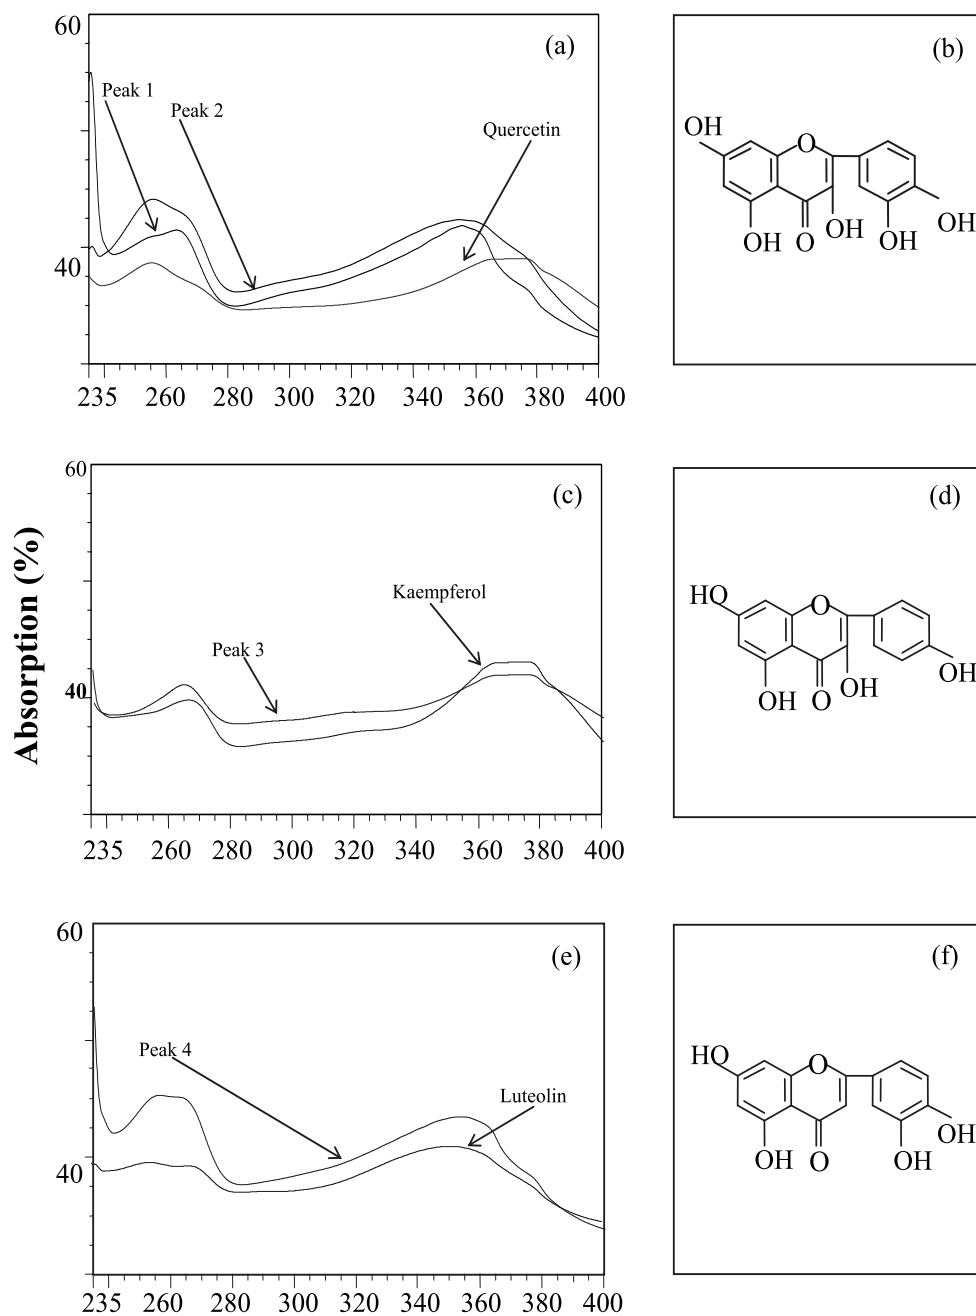 60
(a)
(b)
Peak 1
Peak 2
Quercetin
40
235 260 280 300 320 340 360 380 400
OH
O
OH
OH
O
OH
OH
60
(c)
(d)
Absorption (%)
Kaempferol
Peak 3
40
235 260 280 300 320 340 360 380 400
HO
O
OH
OH
O
OH
60
(e)
(f)
Peak 4
Luteolin
40
235 260 280 300 320 340 360 380 400
HO
O
OH
OH
O
OH